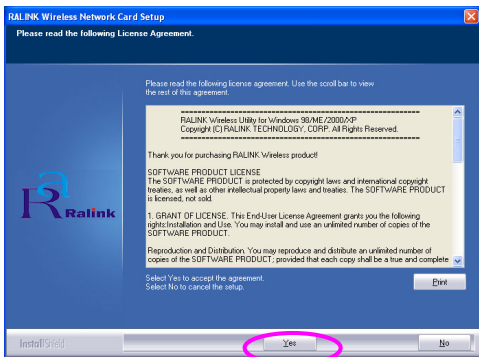 RALINK Wireless Network Card Setup
Please read the following License Agreement.
Please read the following license agreement. Use the scroll bar to view
the rest of this agreement.
====================================================
RALINK Wireless Utility for Windows 98/ME/2000/XP
Copyright (C) RALINK TECHNOLOGY, CORP. All Rights Reserved.
====================================================
Thank you for purchasing RALINK Wireless product!
SOFTWARE PRODUCT LICENSE
The SOFTWARE PRODUCT is protected by copyright laws and international copyright
treaties, as well as other intellectual property laws and treaties. The SOFTWARE PRODUCT
is licensed, not sold.
1. GRANT OF LICENSE. This End-User License Agreement grants you the following
rights:Installation and Use. You may install and use an unlimited number of copies of the
SOFTWARE PRODUCT.
Reproduction and Distribution. You may reproduce and distribute an unlimited number of
copies of the SOFTWARE PRODUCT; provided that each copy shall be a true and complete
Ralink
Select Yes to accept the agreement.
Select No to cancel the setup.
Print
InstallShield
Yes
No